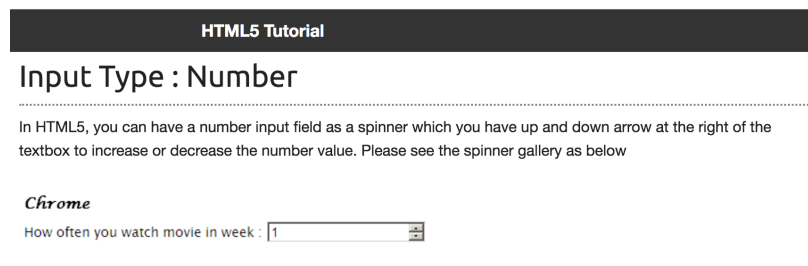 HTML5 Tutorial
Input Type : Number
In HTML5, you can have a number input field as a spinner which you have up and down arrow at the right of the
textbox to increase or decrease the number value. Please see the spinner gallery as below
Chrome
How often you watch movie in week : 1